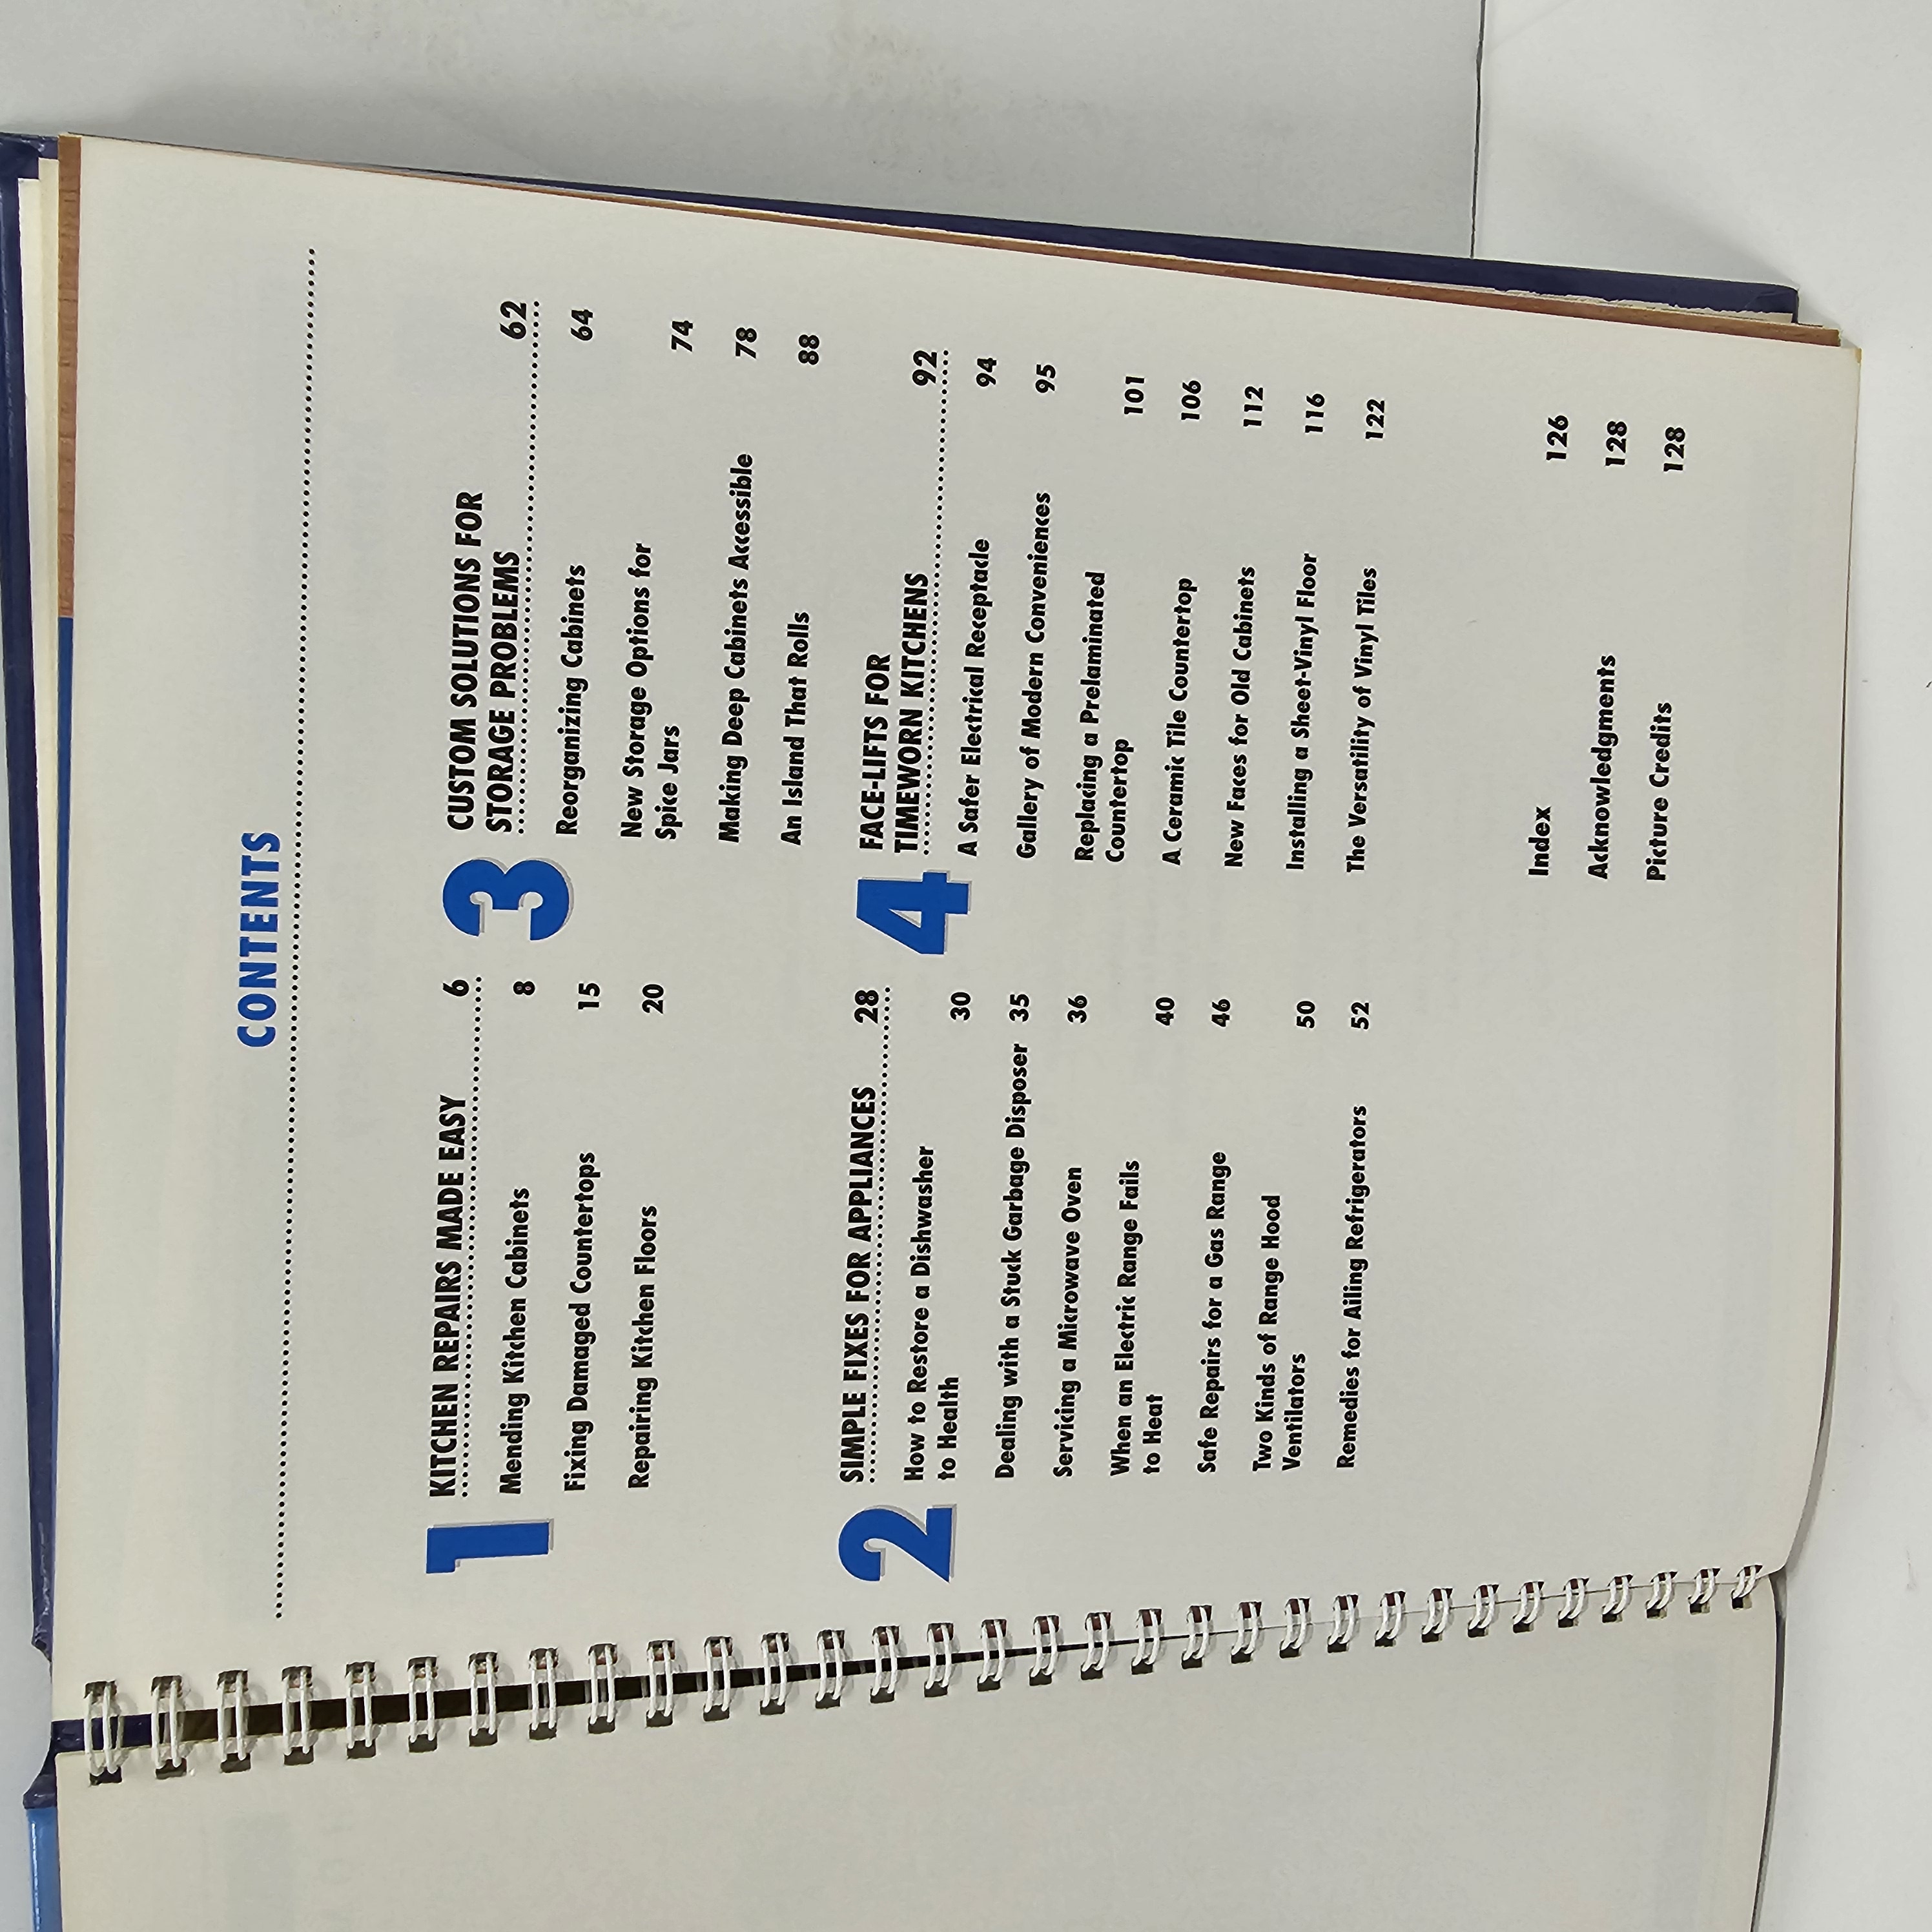 CONTENTS
1
KITCHEN REPAIRS MADE EASY 6
Mending Kitchen Cabinets 8
Fixing Damaged Countertops 15
Repairing Kitchen Floors 20
2
SIMPLE FIXES FOR APPLIANCES 28
How to Restore a Dishwasher
to Health 30
Dealing with a Stuck Garbage Disposer 35
Servicing a Microwave Oven 36
When an Electric Range Fails
to Heat 40
Safe Repairs for a Gas Range 46
Two Kinds of Range Hood
Ventilators 50
Remedies for Ailing Refrigerators 52
3
CUSTOM SOLUTIONS FOR
STORAGE PROBLEMS 62
Reorganizing Cabinets 64
New Storage Options for
Spice Jars 74
Making Deep Cabinets Accessible 78
An Island That Rolls 88
4
FACE-LIFTS FOR
TIMEWORN KITCHENS 92
A Safer Electrical Receptacle 94
Gallery of Modern Conveniences 95
Replacing a Prelaminated
Countertop 101
A Ceramic Tile Countertop 106
New Faces for Old Cabinets 112
Installing a Sheet-Vinyl Floor 116
The Versatility of Vinyl Tiles 122
Index 126
Acknowledgments 128
Picture Credits 128